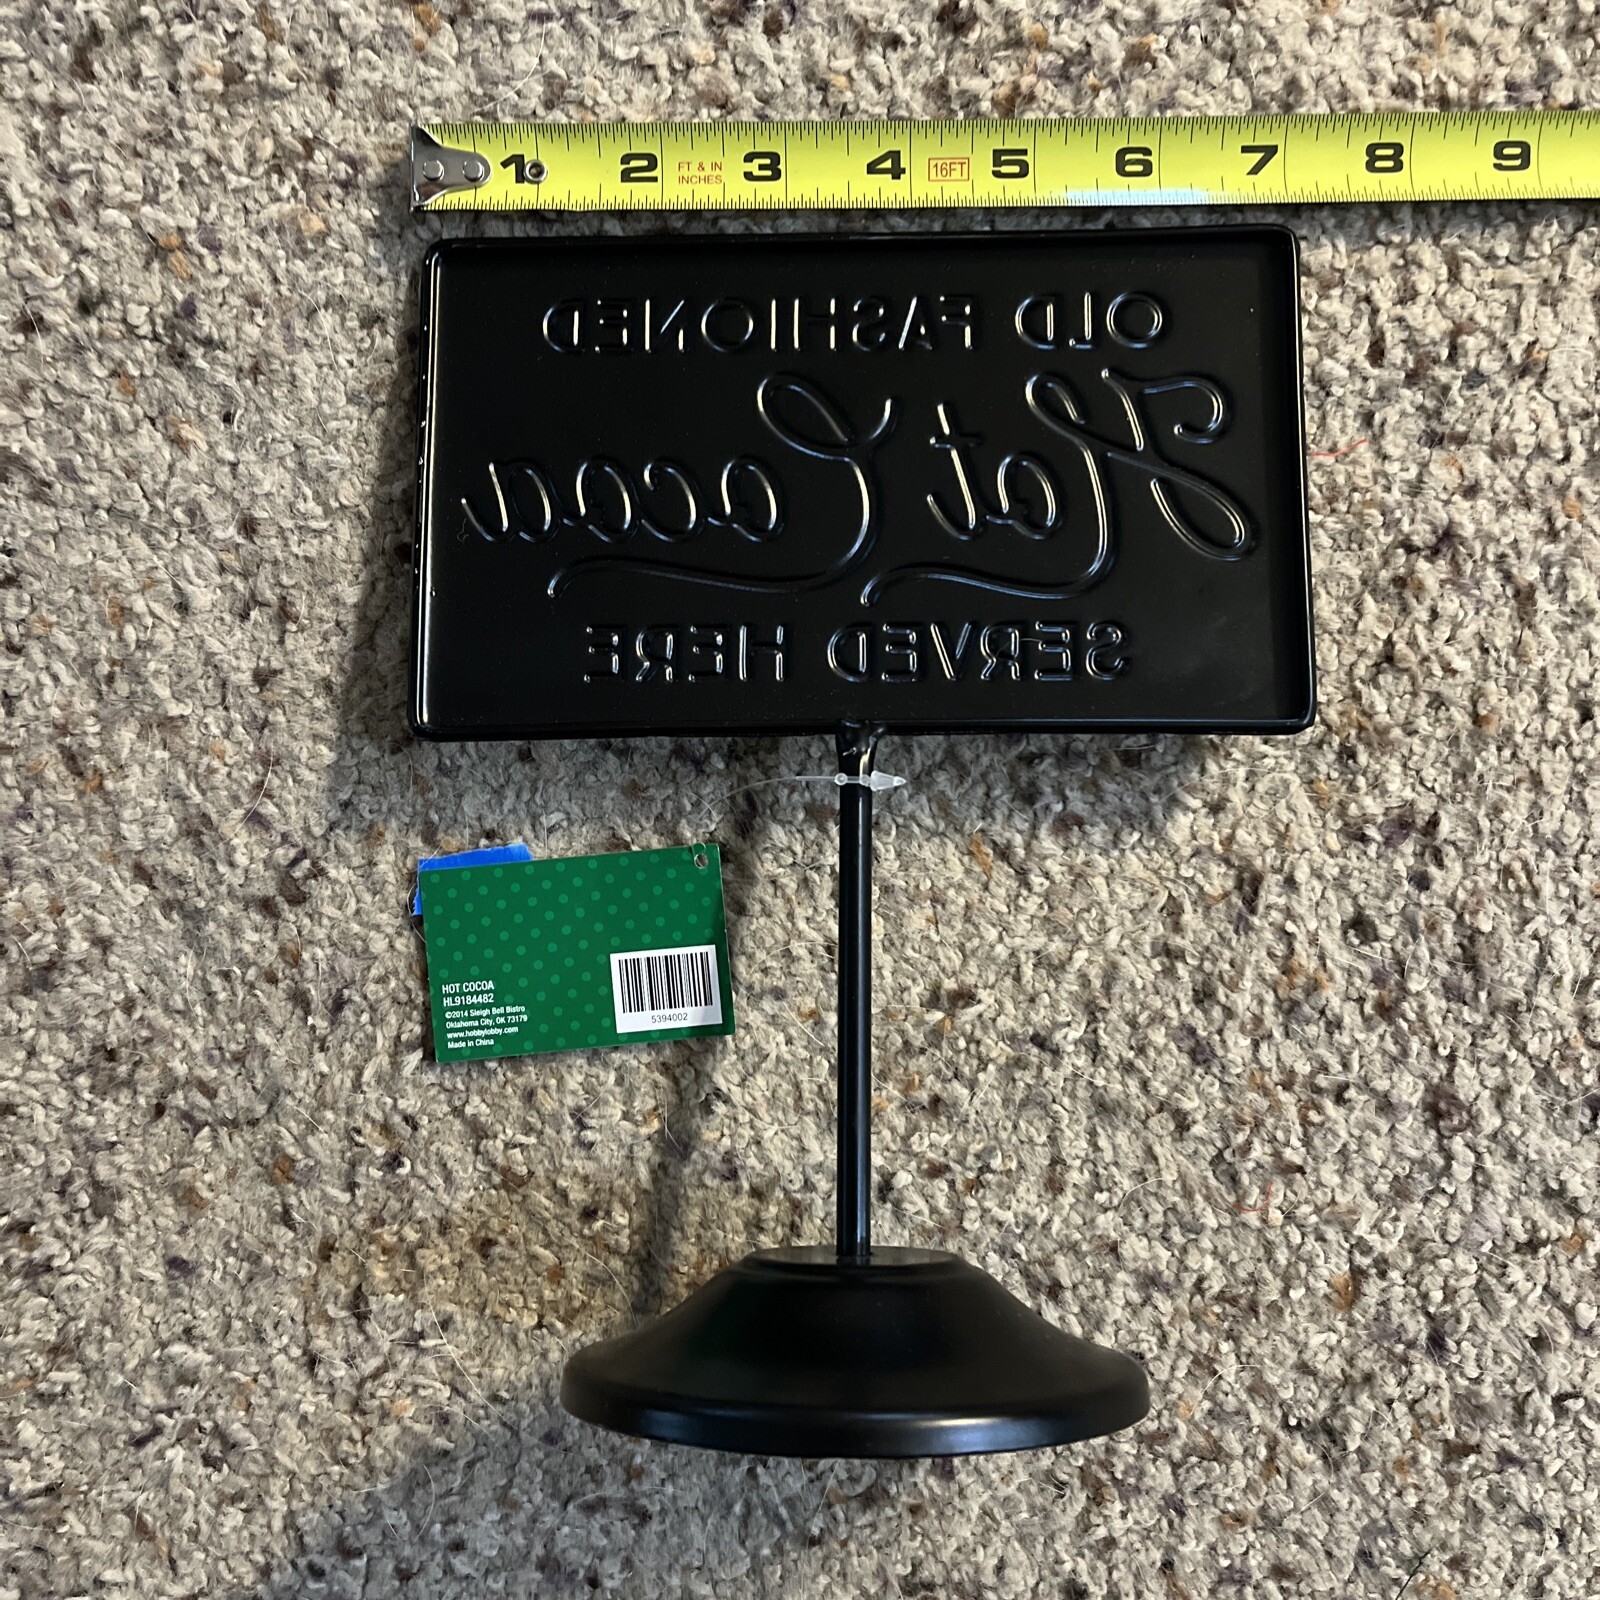 1 2 FT & IN INCHES 3 4 16FT 5 6 7 8 9
OLD FASHIONED
Hot Cocoa
SERVED HERE
HOT COCOA
HL9184482
©2014 Sleigh Bell Bistro
Oklahoma City, OK 73179
www.hobbylobby.com
Made in China
5394002